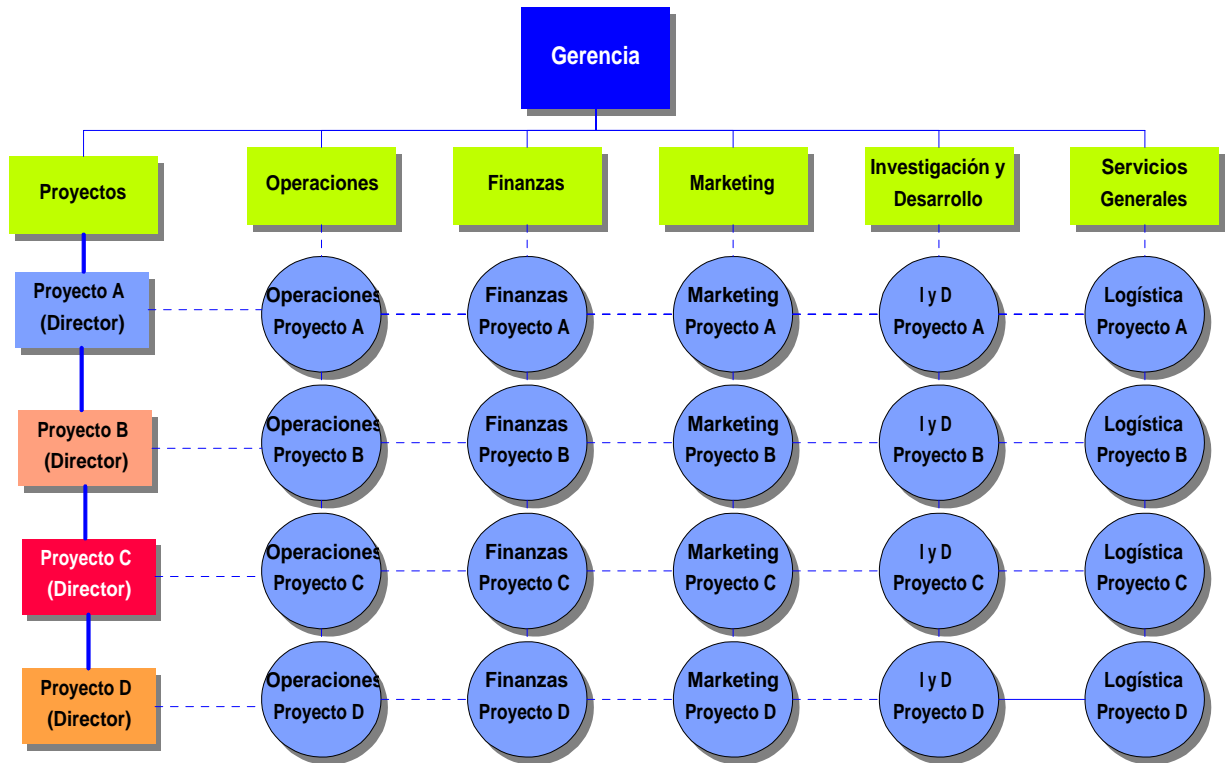 Gerencia
Proyectos
Operaciones
Finanzas
Marketing
Investigación y
Desarrollo
Servicios
Generales
Proyecto A
(Director)
Operaciones
Proyecto A
Finanzas
Proyecto A
Marketing
Proyecto A
I y D
Proyecto A
Logística
Proyecto A
Proyecto B
(Director)
Operaciones
Proyecto B
Finanzas
Proyecto B
Marketing
Proyecto B
I y D
Proyecto B
Logística
Proyecto B
Proyecto C
(Director)
Operaciones
Proyecto C
Finanzas
Proyecto C
Marketing
Proyecto C
I y D
Proyecto C
Logística
Proyecto C
Proyecto D
(Director)
Operaciones
Proyecto D
Finanzas
Proyecto D
Marketing
Proyecto D
I y D
Proyecto D
Logística
Proyecto D